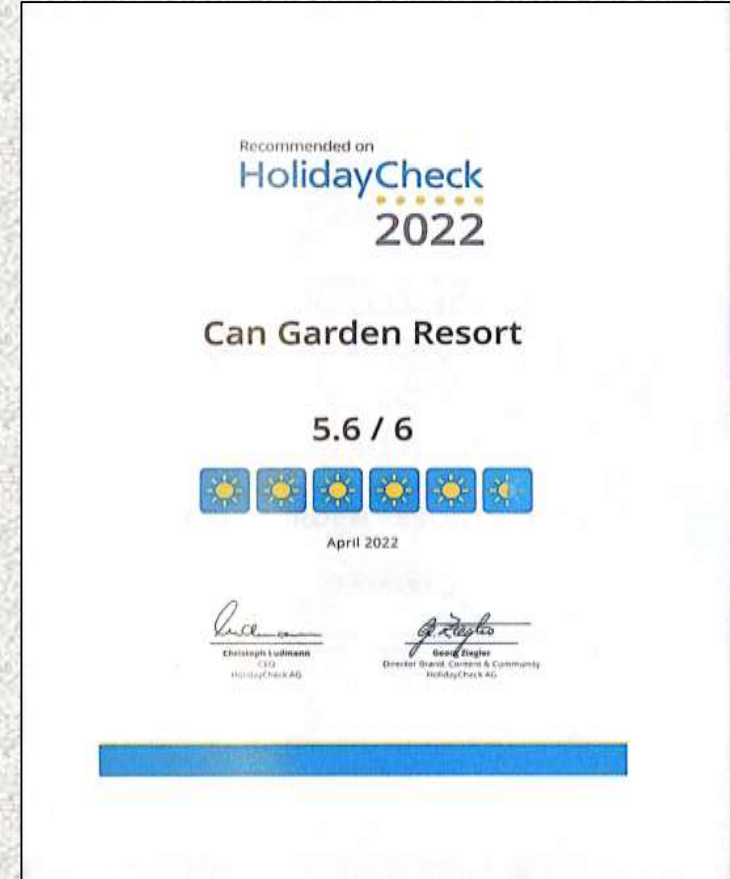 Recommended on
HolidayCheck
2022
Can Garden Resort
5.6 / 6
April 2022
Christoph Ludmann
CEO
HolidayCheck AG
Georg Ziegler
Director Brand, Content & Community
HolidayCheck AG